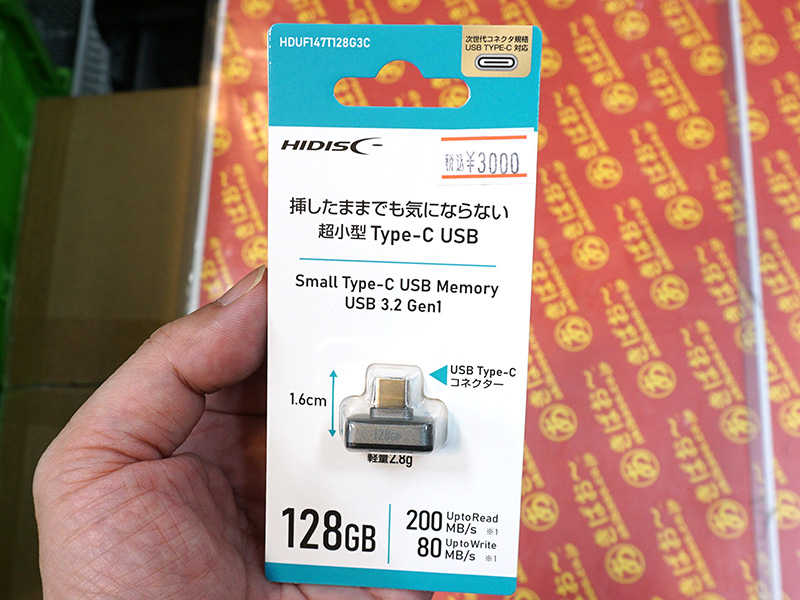 HDUF147T128G3C
次世代コネクタ規格
USB TYPE-C 対応
HIDISC
税込¥3000
挿したままでも気にならない
超小型 Type-C USB
Small Type-C USB Memory
USB 3.2 Gen1
USB Type-C
コネクター
1.6cm
128GB
軽量2.8g
128GB
200 Up to Read
MB/s ※1
80 Up to Write
MB/s ※1